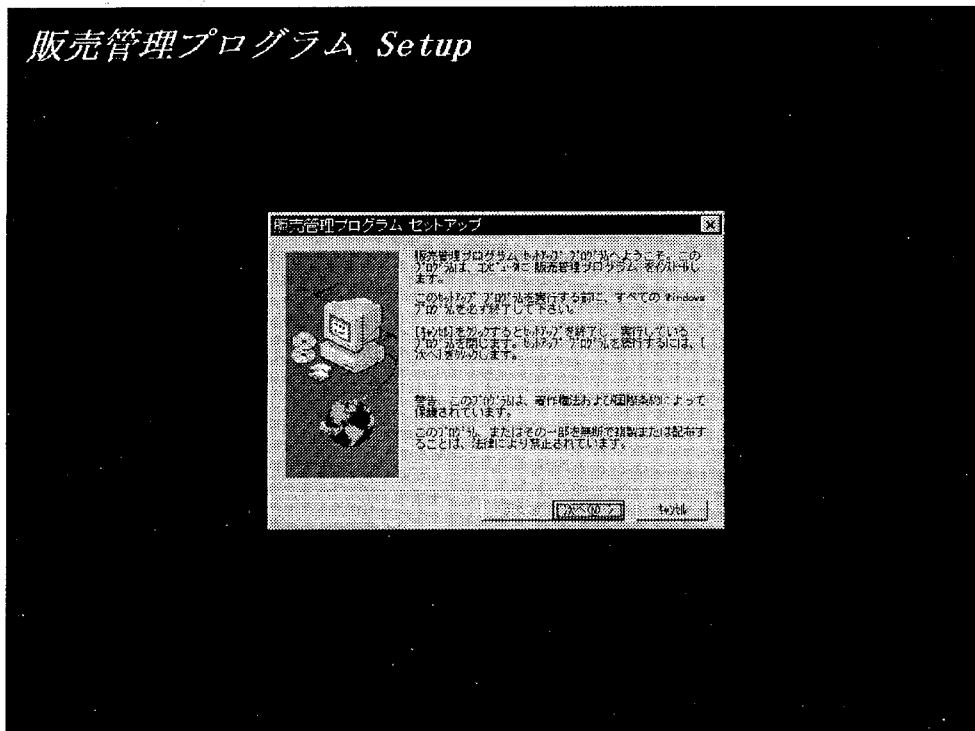 販売管理プログラム Setup
販売管理プログラム セットアップ
販売管理プログラム ｾｯﾄｱｯﾌﾟ ﾌﾟﾛｸﾞﾗﾑへようこそ。この
ﾌﾟﾛｸﾞﾗﾑは、ｺﾝﾋﾟｭｰﾀに 販売管理プログラム をｲﾝｽﾄｰﾙし
ます。
このｾｯﾄｱｯﾌﾟ ﾌﾟﾛｸﾞﾗﾑを実行する前に、すべての Windows
ﾌﾟﾛｸﾞﾗﾑを必ず終了して下さい。
[ｷｬﾝｾﾙ]をｸﾘｯｸするとｾｯﾄｱｯﾌﾟを終了し、実行している
ﾌﾟﾛｸﾞﾗﾑを閉じます。ｾｯﾄｱｯﾌﾟ ﾌﾟﾛｸﾞﾗﾑを続行するには、[
次へ]をｸﾘｯｸします。
警告 このﾌﾟﾛｸﾞﾗﾑは、著作権法および国際条約によって
保護されています。
このﾌﾟﾛｸﾞﾗﾑ、またはその一部を無断で複製または配布す
ることは、法律により禁止されています。
次へ(N) >
ｷｬﾝｾﾙ